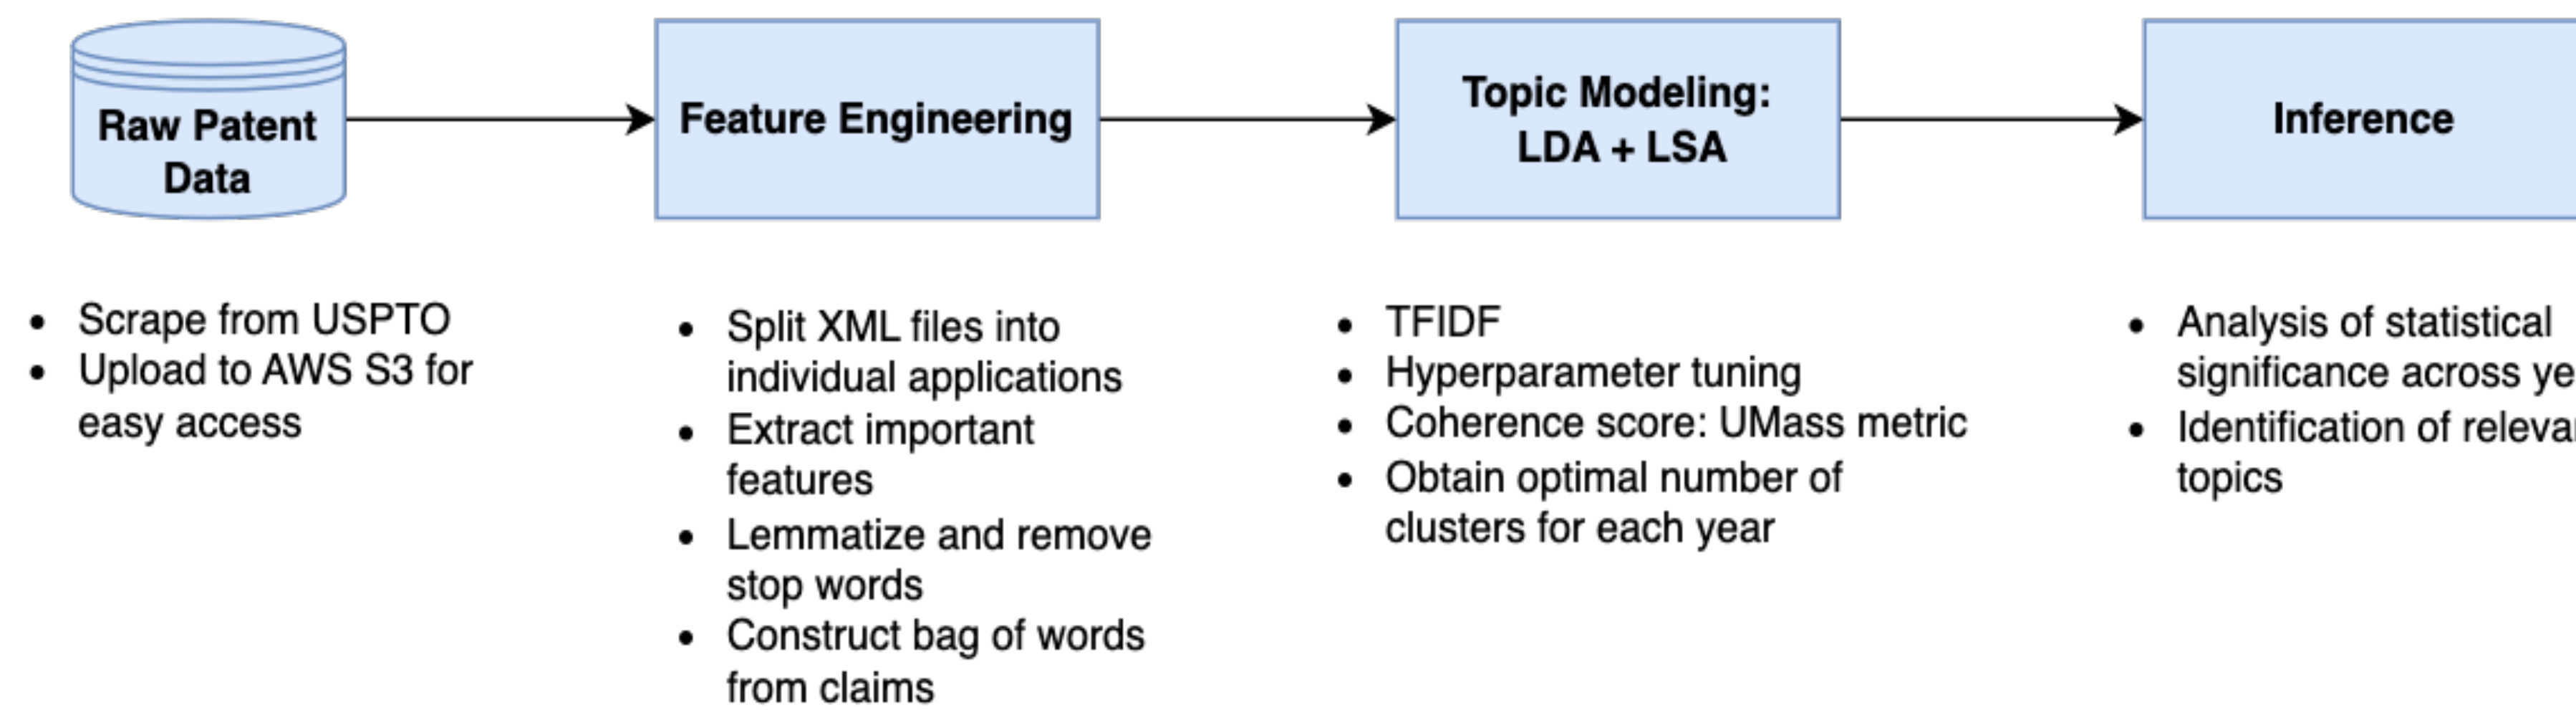 Raw Patent
Data
Feature Engineering
Topic Modeling:
LDA + LSA
Inference
• Scrape from USPTO
• Upload to AWS S3 for
easy access
• Split XML files into
individual applications
• Extract important
features
• Lemmatize and remove
stop words
• Construct bag of words
from claims
• TFIDF
• Hyperparameter tuning
• Coherence score: UMass metric
• Obtain optimal number of
clusters for each year
• Analysis of statistical
significance across
• Identification of
topics